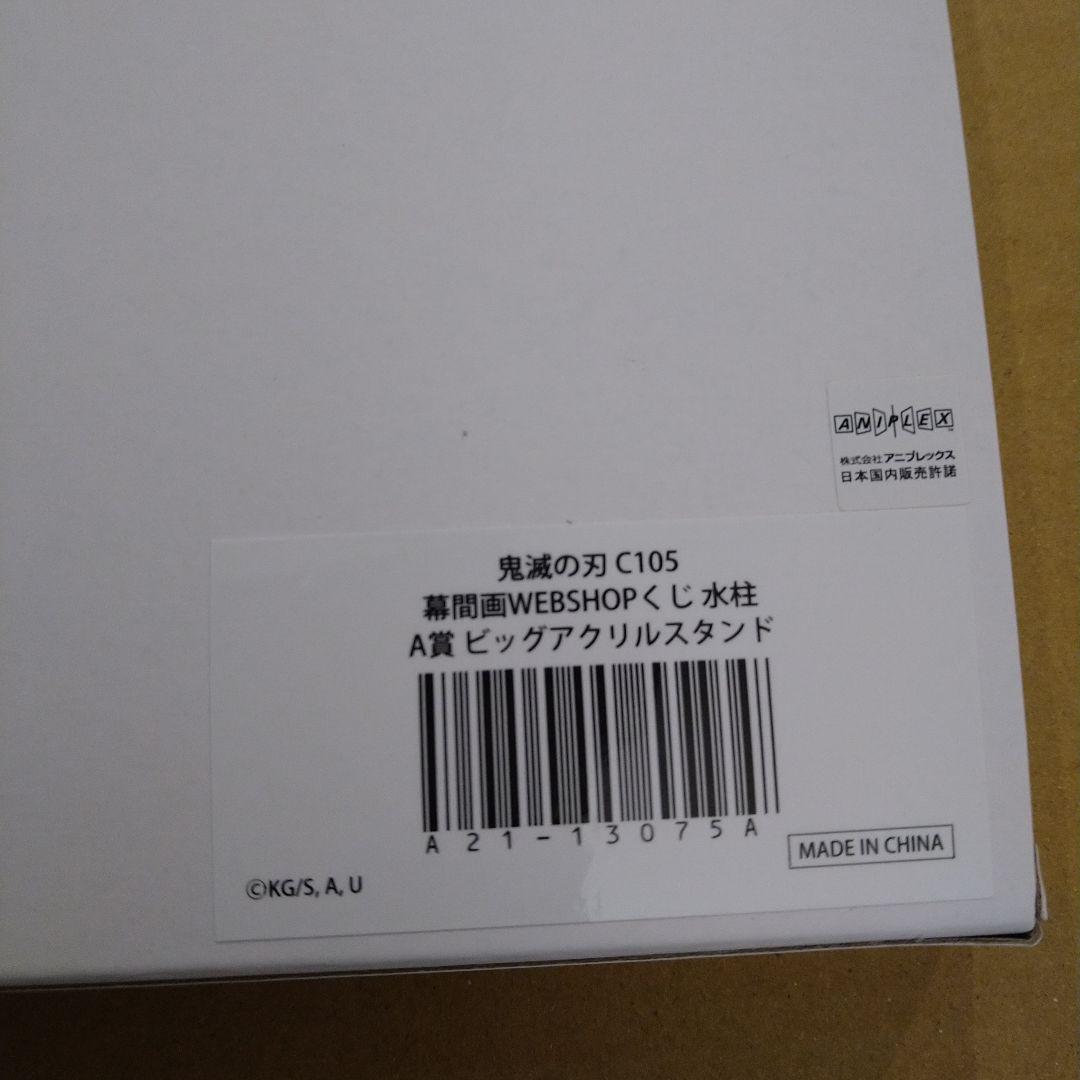 ANIPLEX
株式会社アニプレックス
日本国内販売許諾
鬼滅の刃 C105
幕間画WEBSHOPくじ 水柱
A賞 ビッグアクリルスタンド
A21-13075A
MADE IN CHINA
©KG/S, A, U